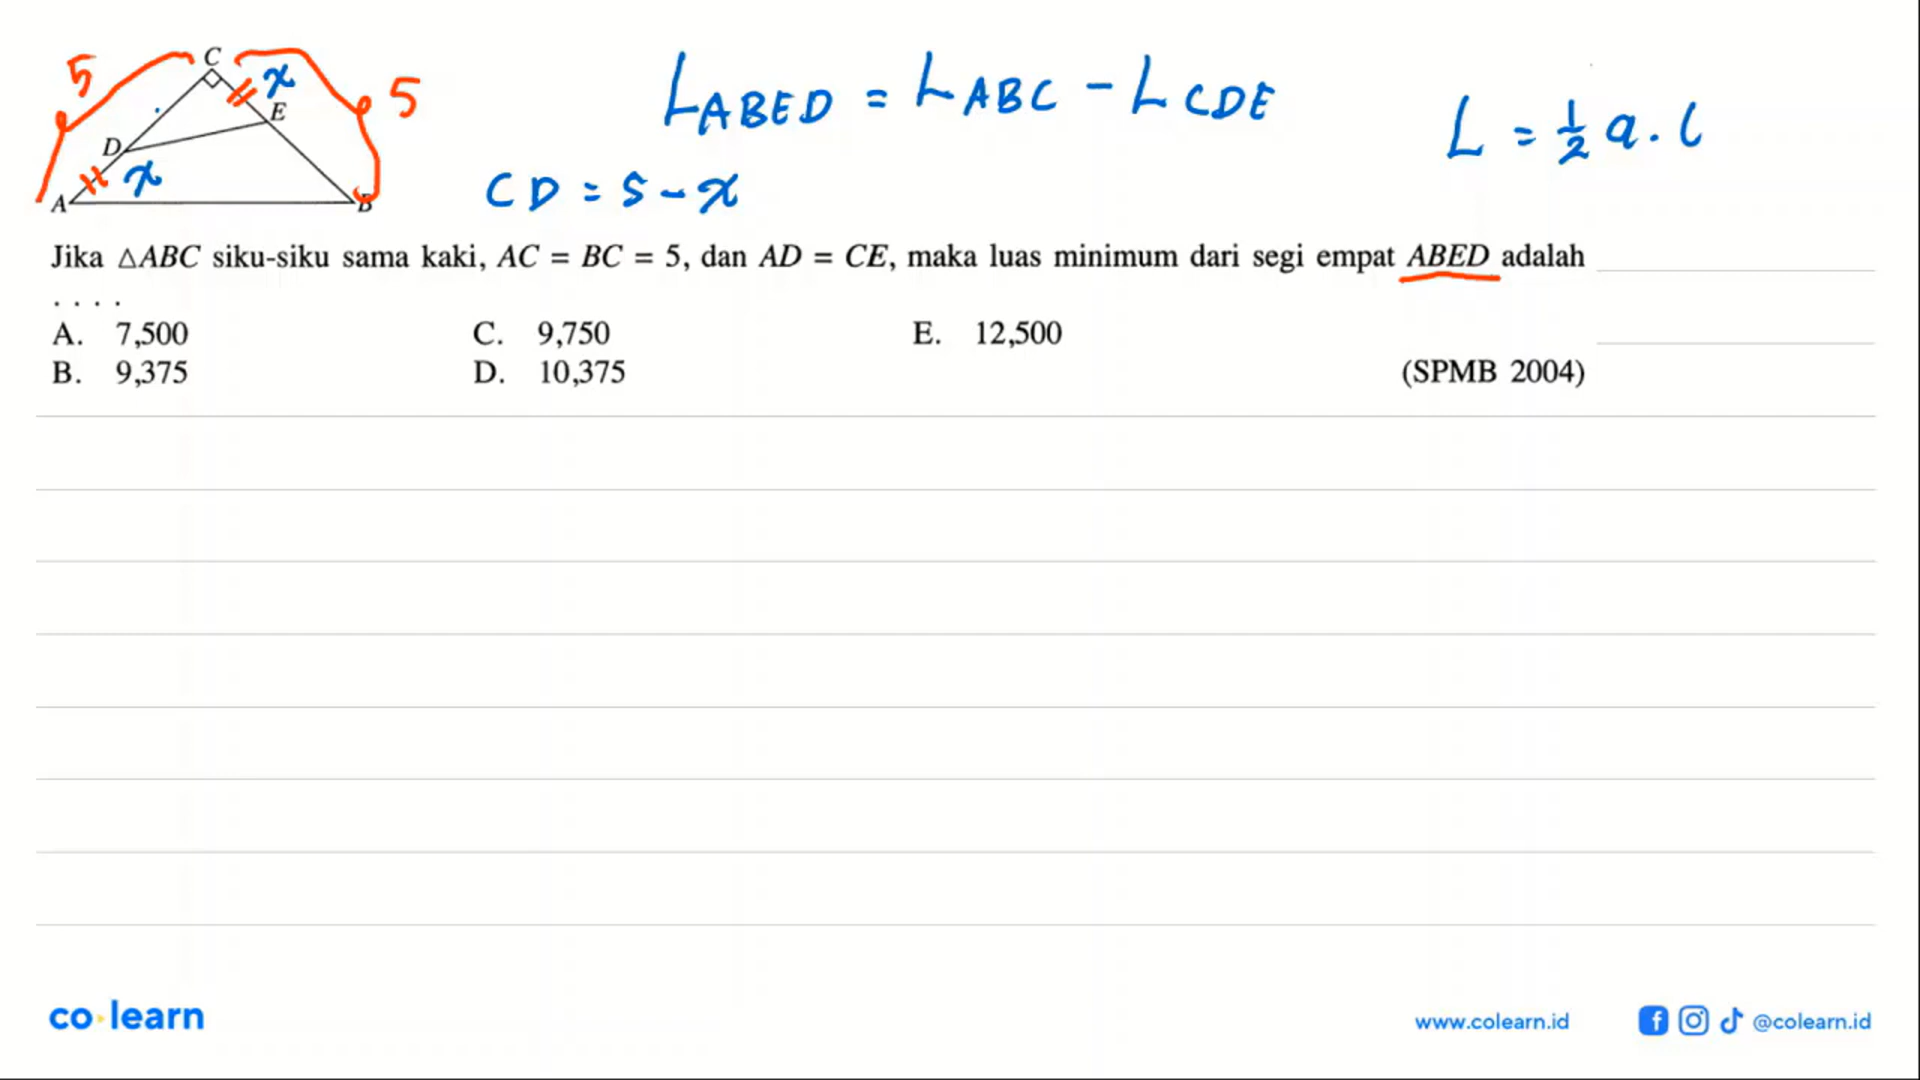 5
C
x
5
E
D
x
A
B
L ABED = L ABC - L CDE
L = 1/2 a . t
CD = 5 - x
Jika △ABC siku-siku sama kaki, AC = BC = 5, dan AD = CE, maka luas minimum dari segi empat ABED adalah
. . . .
A. 7,500 C. 9,750 E. 12,500
B. 9,375 D. 10,375 (SPMB 2004)
co·learn
www.colearn.id @colearn.id